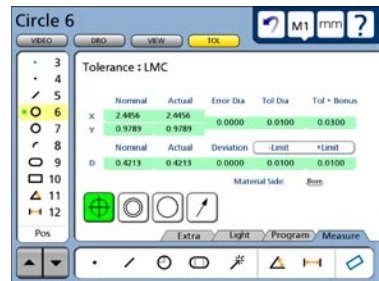 Circle 6
M1 mm ?
VIDEO DRO VIEW TOL
3
4
5
6
7
8
9
10
11
12
Pos
Tolerance : LMC
Nominal Actual Error Dia Tol Dia Tol + Bonus
X 2.4456 2.4456 0.0000 0.0100 0.0300
Y 0.9789 0.9789
Nominal Actual Deviation -Limit +Limit
D 0.4213 0.4213 0.0000 0.0100 0.0100
Material Side: Bore
Extra Light Program Measure